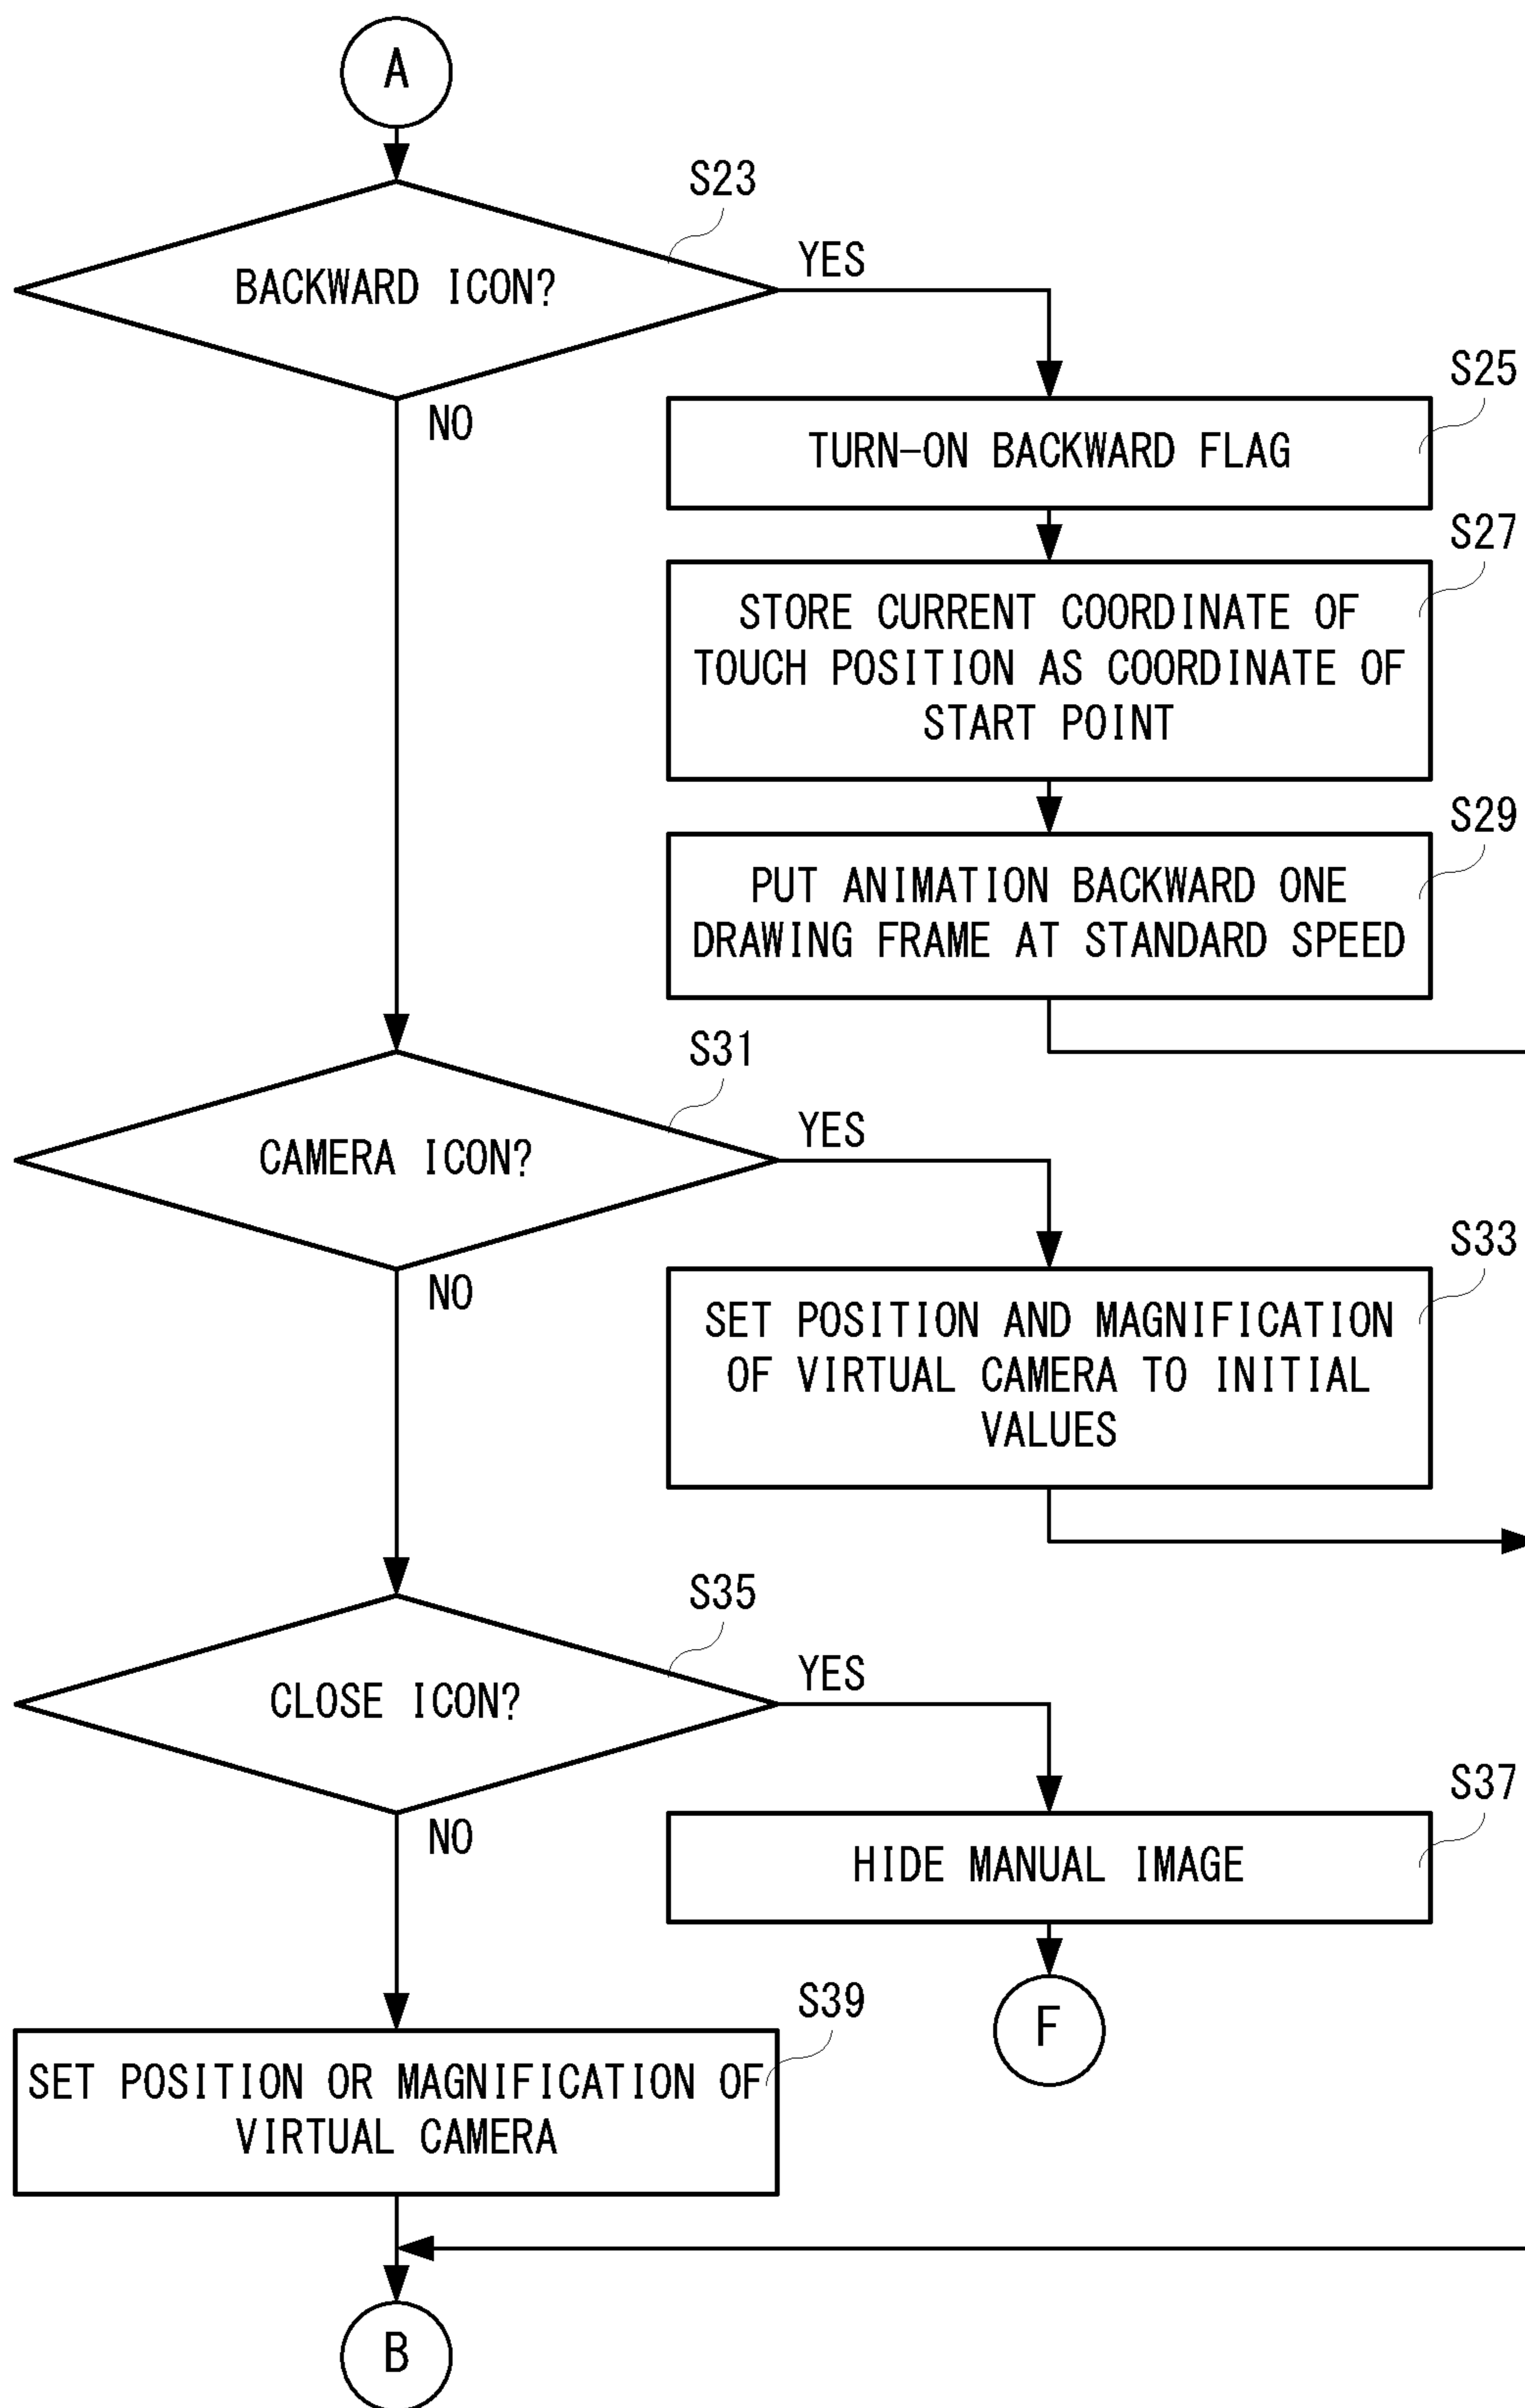 A
S23
BACKWARD ICON?
YES
NO
S25
TURN-ON BACKWARD FLAG
S27
STORE CURRENT COORDINATE OF
TOUCH POSITION AS COORDINATE OF
START POINT
S29
PUT ANIMATION BACKWARD ONE
DRAWING FRAME AT STANDARD SPEED
S31
CAMERA ICON?
YES
NO
S33
SET POSITION AND MAGNIFICATION
OF VIRTUAL CAMERA TO INITIAL
VALUES
S35
CLOSE ICON?
YES
NO
S37
HIDE MANUAL IMAGE
F
S39
SET POSITION OR MAGNIFICATION OF
VIRTUAL CAMERA
B